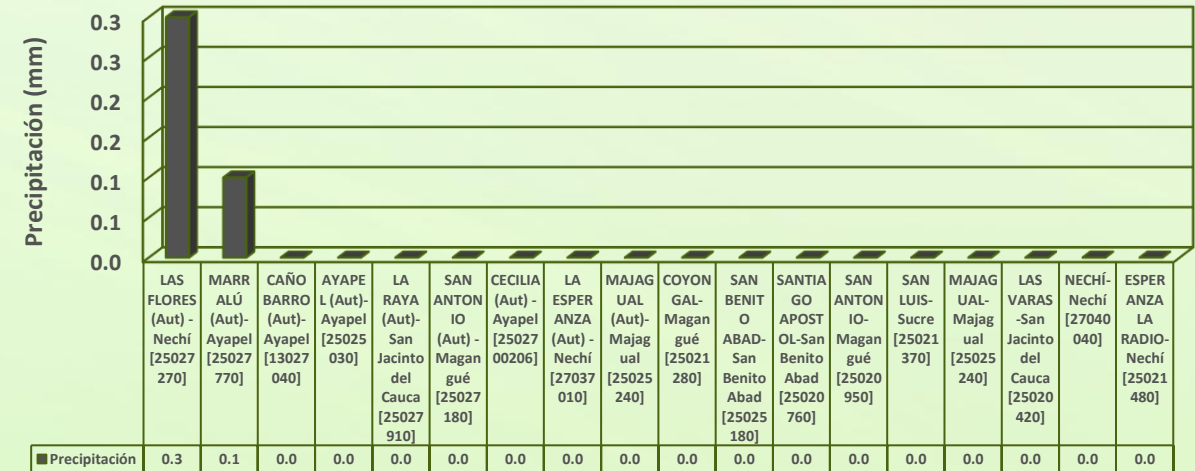 Precipitación (mm)
0.3
0.3
0.2
0.2
0.1
0.1
0.0
LAS
FLORES
(Aut) -
Nechí
[25027
270]
MARR
ALÚ
(Aut)-
Ayapel
[25027
770]
CAÑO
BARRO
(Aut)-
Ayapel
[13027
040]
AYAPE
L (Aut)-
Ayapel
[25025
030]
LA
RAYA
(Aut)-
San
Jacinto
del
Cauca
[25027
910]
SAN
ANTON
IO
(Aut) -
Magan
gué
[25027
180]
CECILIA
(Aut) -
Ayapel
[25027
00206]
LA
ESPER
ANZA
(Aut) -
Nechí
[27037
010]
MAJAG
UAL
(Aut)-
Majag
ual
[25025
240]
COYON
GAL-
Magan
gué
[25021
280]
SAN
BENIT
O
ABAD-
San
Benito
Abad
[25025
180]
SANTIA
GO
APOST
OL-San
Benito
Abad
[25020
760]
SAN
ANTON
IO-
Magan
gué
[25020
950]
SAN
LUIS-
Sucre
[25021
370]
MAJAG
UAL-
Majag
ual
[25025
240]
LAS
VARAS
-San
Jacinto
del
Cauca
[25020
420]
NECHÍ-
Nechí
[27040
040]
ESPER
ANZA
LA
RADIO-
Nechí
[25021
480]
Precipitación 0.3 0.1 0.0 0.0 0.0 0.0 0.0 0.0 0.0 0.0 0.0 0.0 0.0 0.0 0.0 0.0 0.0 0.0